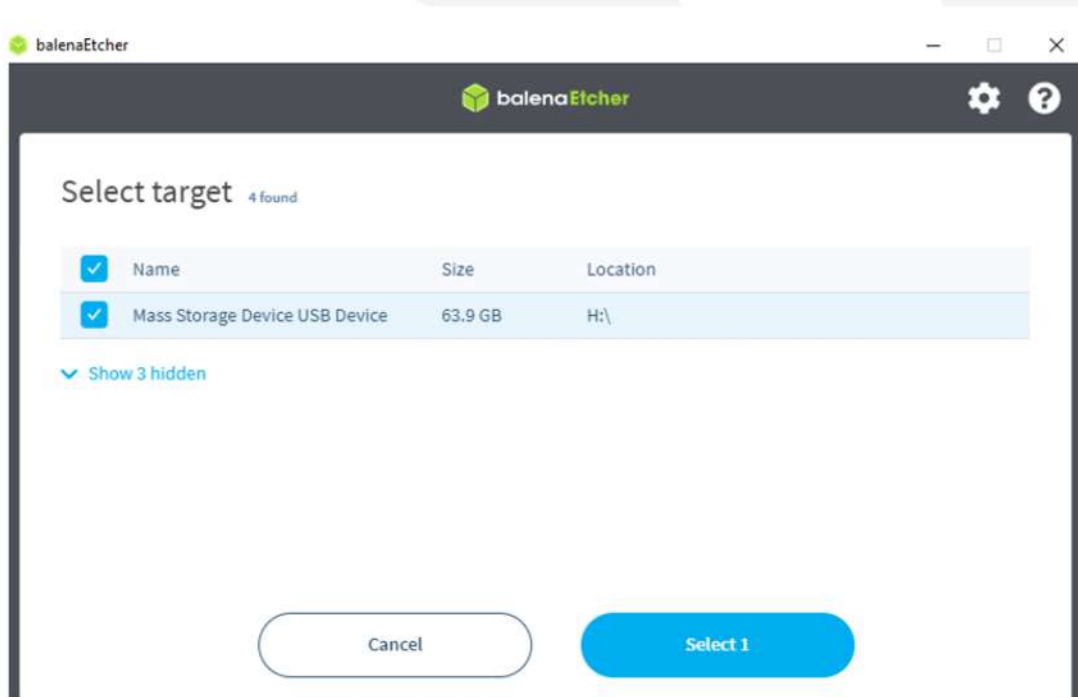 balenaEtcher
balenaEtcher
Select target 4 found
Name Size Location
Mass Storage Device USB Device 63.9 GB H:\
Show 3 hidden
Cancel Select 1